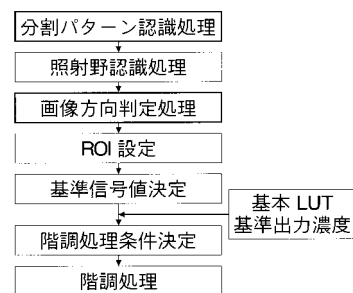 分割パターン認識処理
照射野認識処理
画像方向判定処理
ROI 設定
基準信号値決定
基本 LUT
基準出力濃度
階調処理条件決定
階調処理